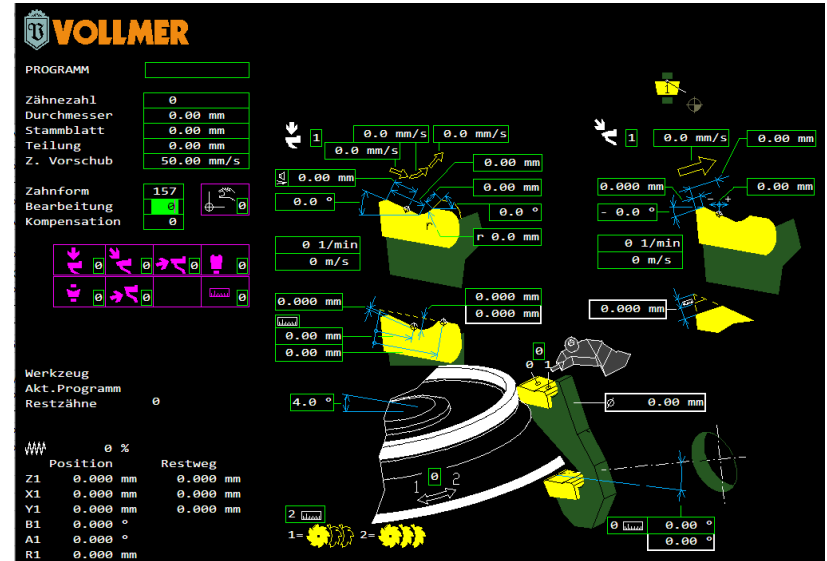 VOLLMER
PROGRAMM
Zähnezahl 0
Durchmesser 0.00 mm
Stammblatt 0.00 mm
Teilung 0.00 mm
Z. Vorschub 50.00 mm/s
Zahnform 157
Bearbeitung 0 0
Kompensation 0
0 0 0 0
0 0 0
Werkzeug
Akt.Programm
Restzähne 0
0 %
Position Restweg
Z1 0.000 mm 0.000 mm
X1 0.000 mm 0.000 mm
Y1 0.000 mm 0.000 mm
B1 0.000 °
A1 0.000 °
R1 0.000 mm
1
1 0.0 mm/s 0.0 mm/s
0.0 mm/s
0.00 mm
0.00 mm
0.00 mm
0.0 °
0.0 °
r
r 0.0 mm
0 1/min
0 m/s
1 0.0 mm/s 0.00 mm
0.000 mm 0.00 mm
- +
- 0.0 °
0 1/min
0 m/s
0.000 mm 0.000 mm
0.000 mm
0.00 mm
0.00 mm
0.000 mm
0
0 1
4.0 °
Ø 0.00 mm
0
1 2
2
1= 2=
0 0.00 °
0.00 °